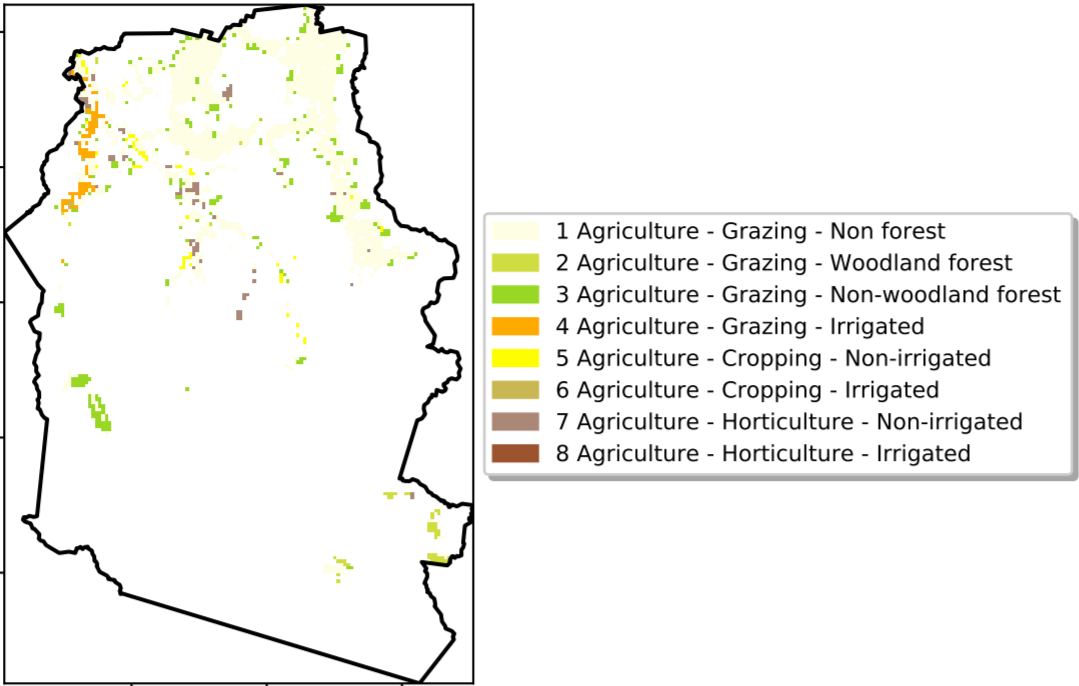 1 Agriculture - Grazing - Non forest
2 Agriculture - Grazing - Woodland forest
3 Agriculture - Grazing - Non-woodland forest
4 Agriculture - Grazing - Irrigated
5 Agriculture - Cropping - Non-irrigated
6 Agriculture - Cropping - Irrigated
7 Agriculture - Horticulture - Non-irrigated
8 Agriculture - Horticulture - Irrigated